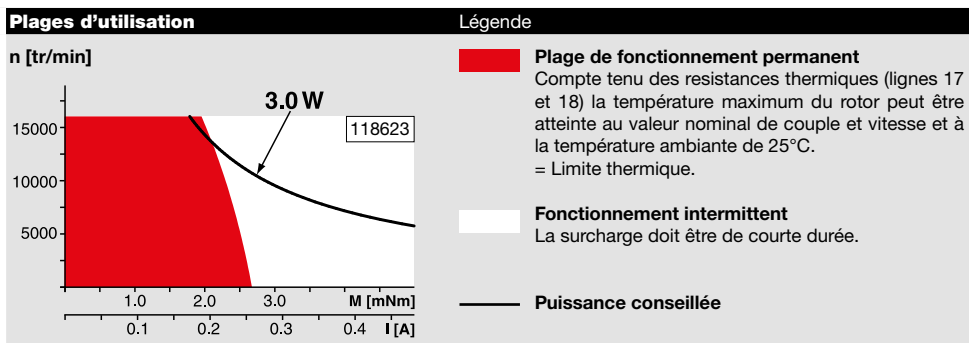 Plages d’utilisation
n [tr/min]
3.0 W
118623
15000
10000
5000
1.0 2.0 3.0 M [mNm]
0.1 0.2 0.3 0.4 I [A]
Légende
Plage de fonctionnement permanent
Compte tenu des resistances thermiques (lignes 17
et 18) la température maximum du rotor peut être
atteinte au valeur nominal de couple et vitesse et à
la température ambiante de 25°C.
= Limite thermique.
Fonctionnement intermittent
La surcharge doit être de courte durée.
Puissance conseillée